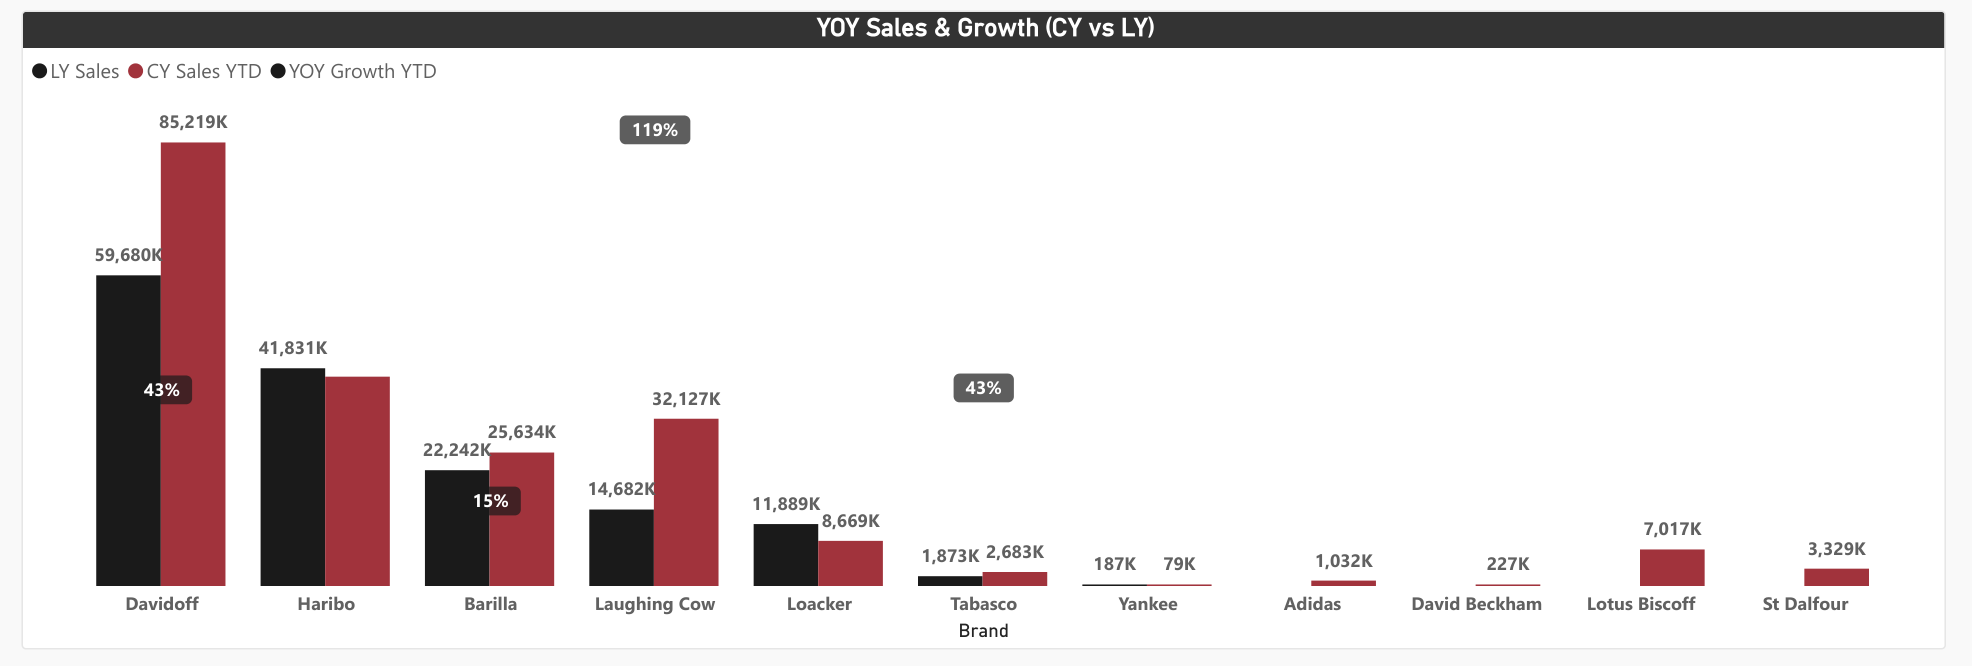 YOY Sales & Growth (CY vs LY)
LY Sales CY Sales YTD YOY Growth YTD
85,219K
119%
59,680K
41,831K
43%
43%
32,127K
25,634K
22,242K
14,682K
15%
11,889K
8,669K
7,017K
1,873K
2,683K
3,329K
187K
79K
1,032K
227K
Davidoff Haribo Barilla Laughing Cow Loacker Tabasco Yankee Adidas David Beckham Lotus Biscoff St Dalfour
Brand